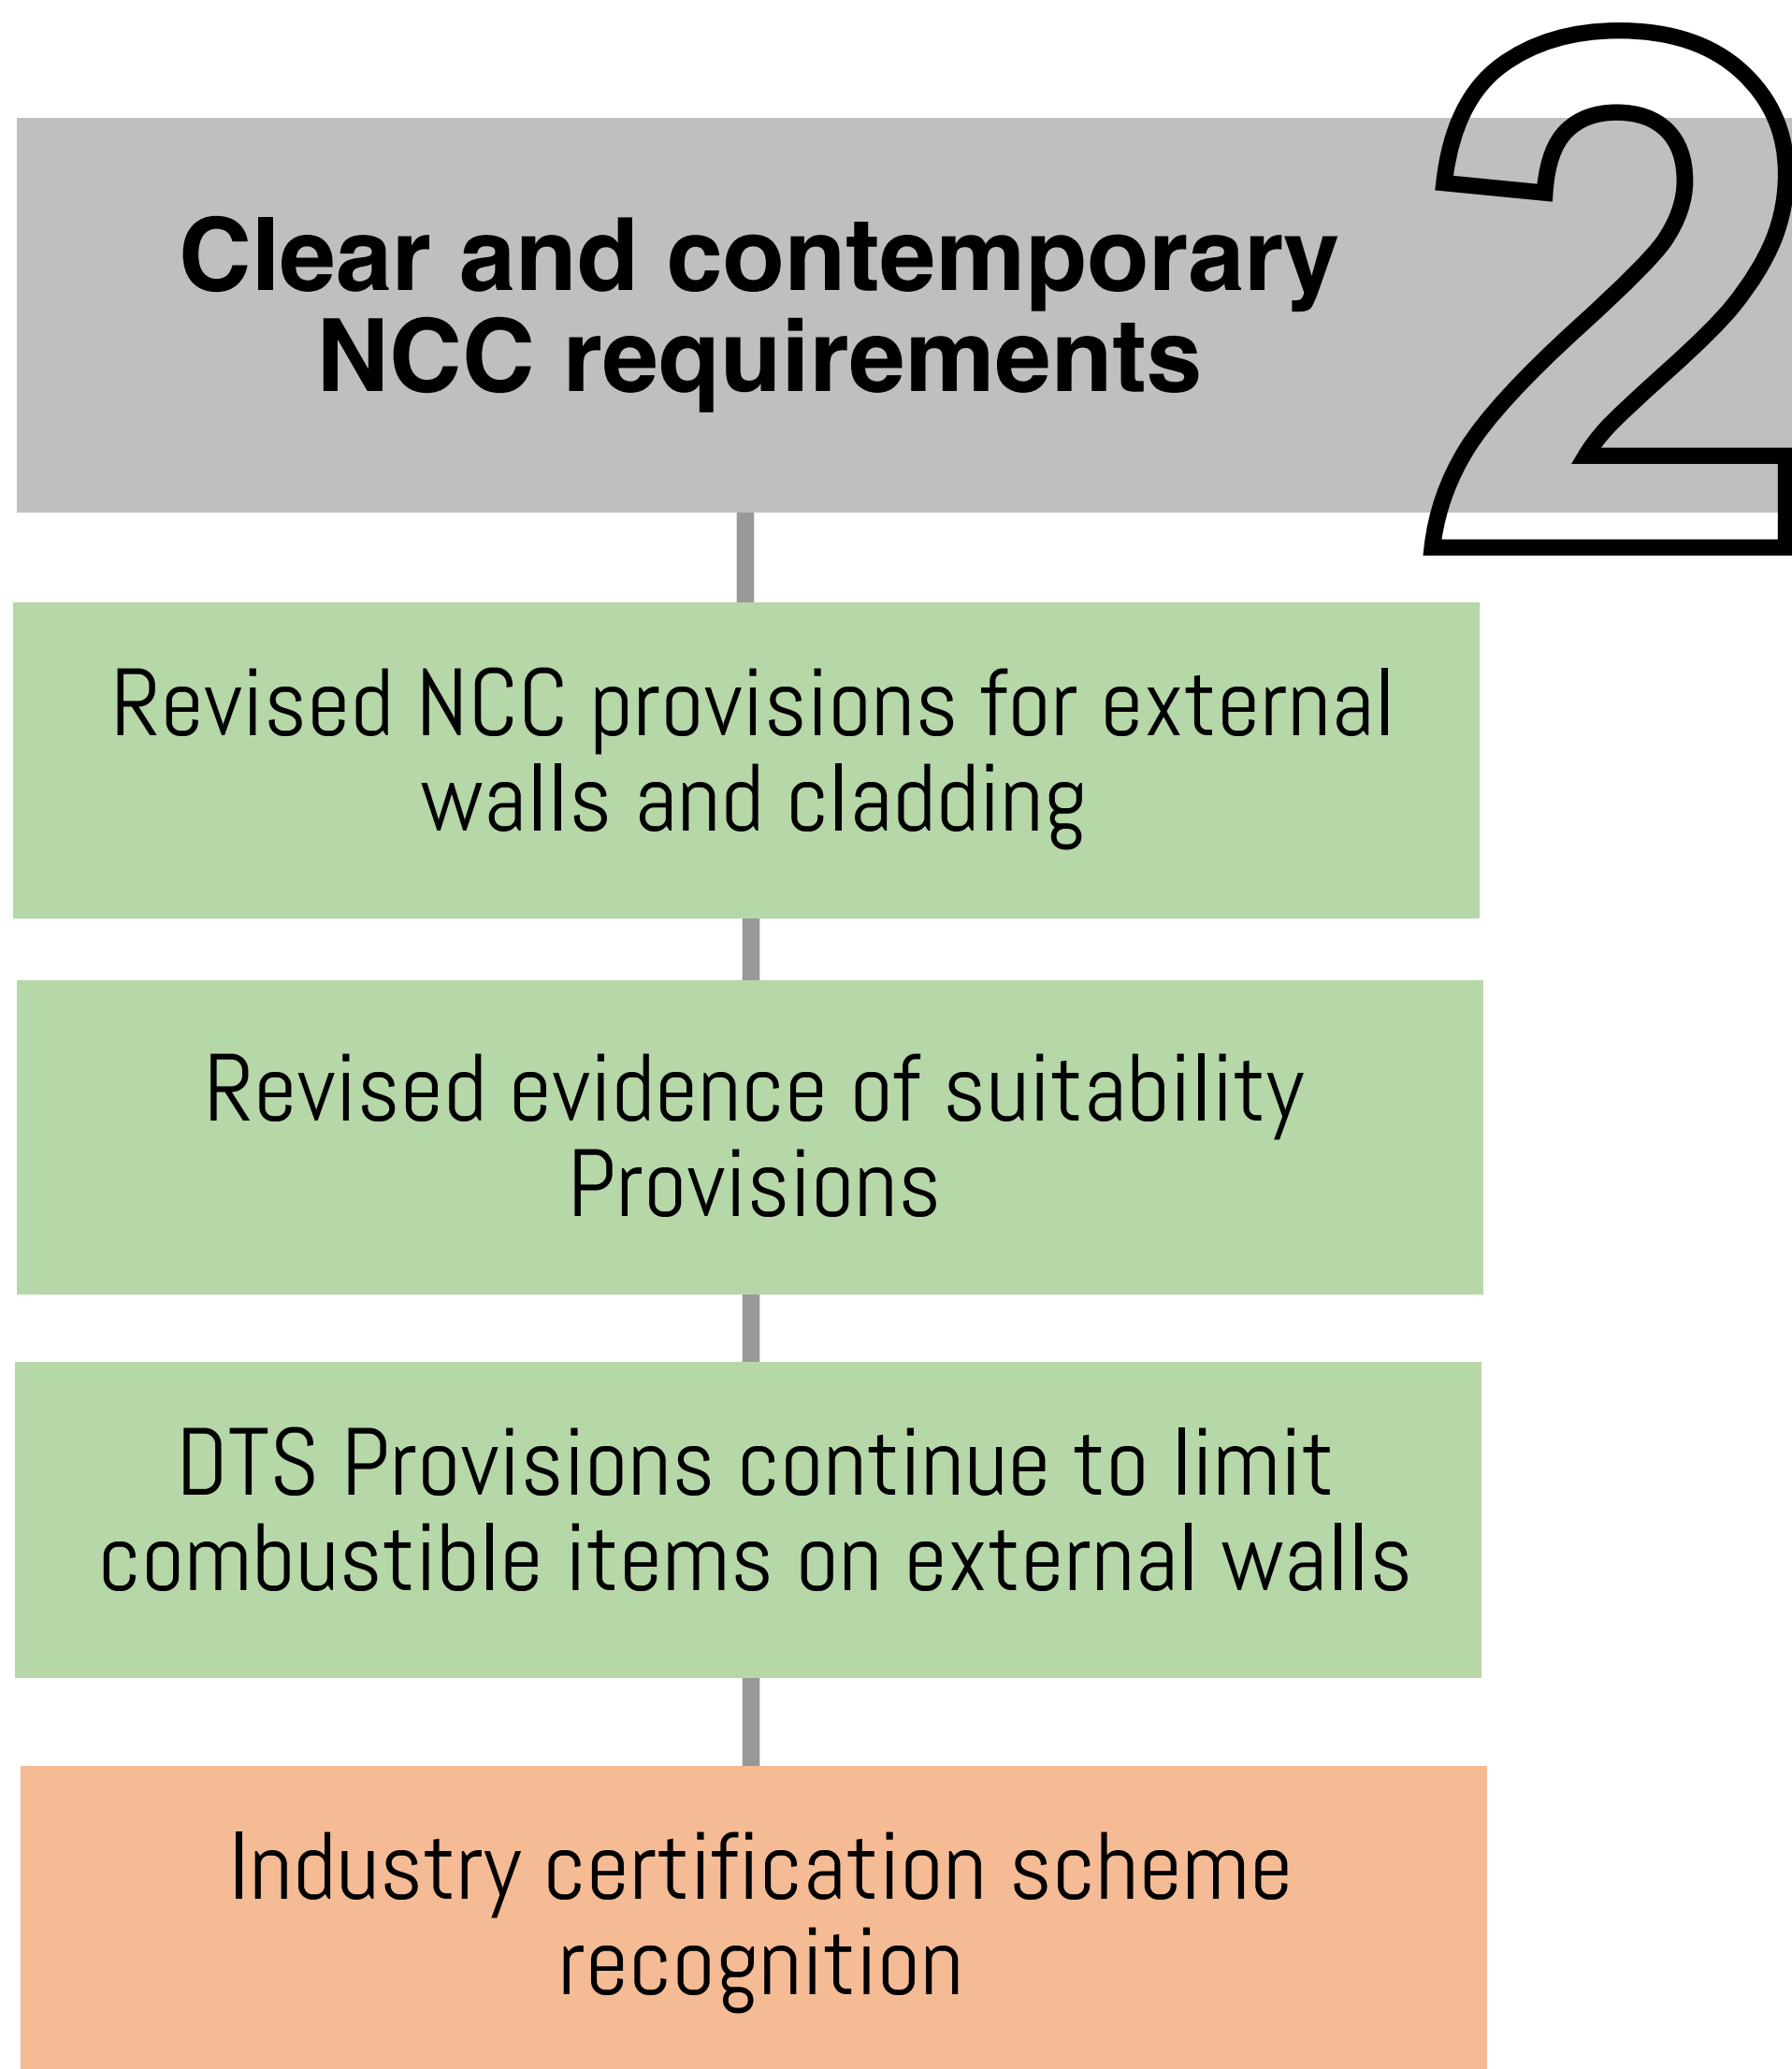 2
Clear and contemporary
NCC requirements
Revised NCC provisions for external
walls and cladding
Revised evidence of suitability
Provisions
DTS Provisions continue to limit
combustible items on external walls
Industry certification scheme
recognition